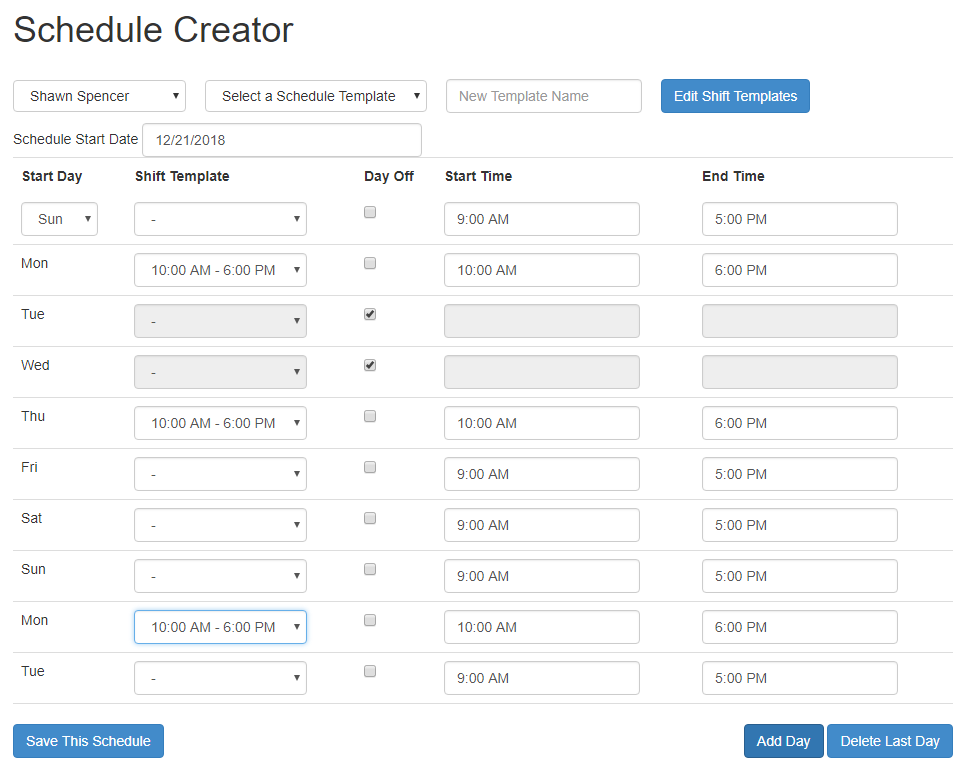 Schedule Creator
Shawn Spencer Select a Schedule Template New Template Name Edit Shift Templates
Schedule Start Date 12/21/2018
Start Day Shift Template Day Off Start Time End Time
Sun - 9:00 AM 5:00 PM
Mon 10:00 AM - 6:00 PM 10:00 AM 6:00 PM
Tue -
Wed -
Thu 10:00 AM - 6:00 PM 10:00 AM 6:00 PM
Fri - 9:00 AM 5:00 PM
Sat - 9:00 AM 5:00 PM
Sun - 9:00 AM 5:00 PM
Mon 10:00 AM - 6:00 PM 10:00 AM 6:00 PM
Tue - 9:00 AM 5:00 PM
Save This Schedule Add Day Delete Last Day